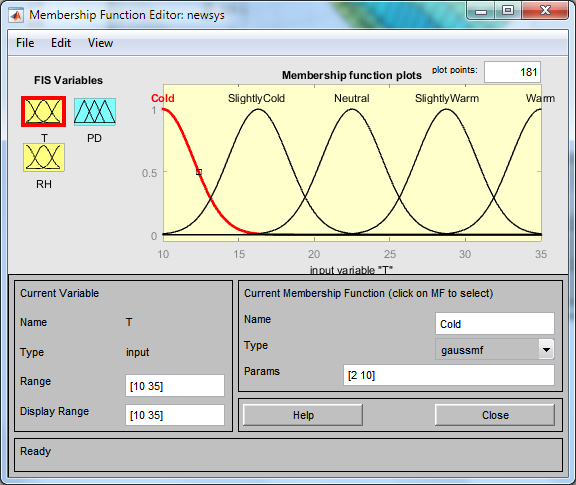 Membership Function Editor: newsys
File Edit View
FIS Variables
T
PD
RH
Membership function plots
plot points: 181
Cold SlightlyCold Neutral SlightlyWarm Warm
1
0.5
0
10 15 20 25 30 35
input variable "T"
Current Variable
Name T
Type input
Range [10 35]
Display Range [10 35]
Current Membership Function (click on MF to select)
Name Cold
Type gaussmf
Params [2 10]
Help Close
Ready